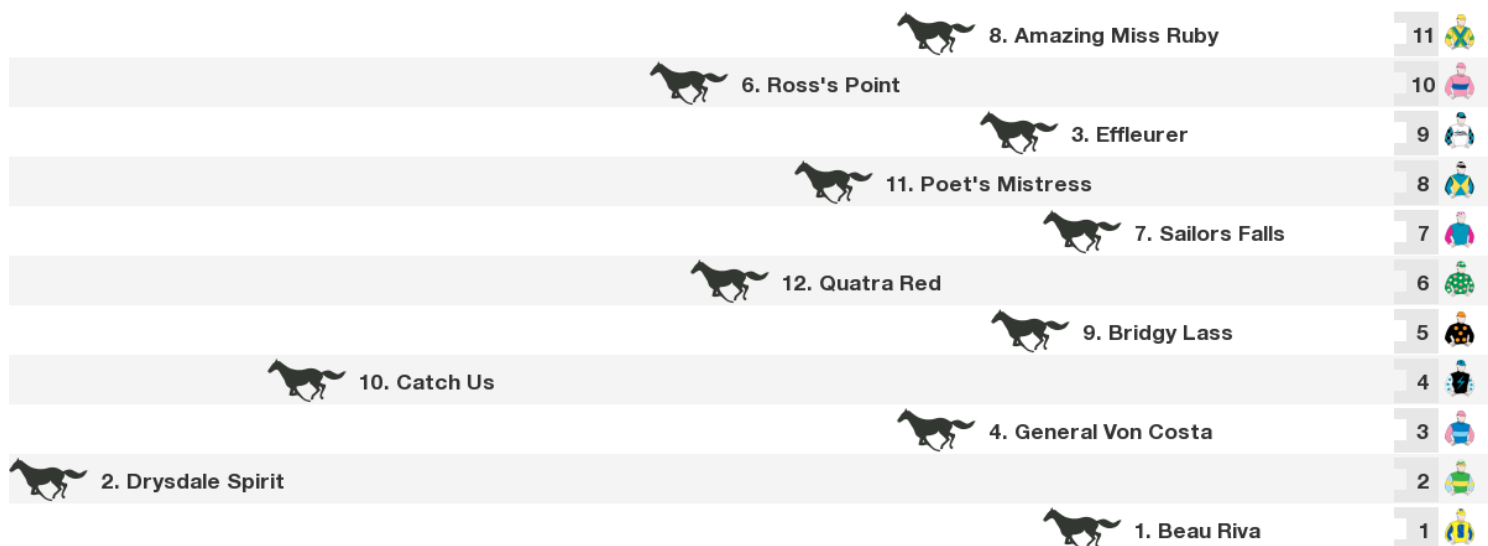 8. Amazing Miss Ruby 11
6. Ross's Point 10
3. Effleurer 9
11. Poet's Mistress 8
7. Sailors Falls 7
12. Quatra Red 6
9. Bridgy Lass 5
10. Catch Us 4
4. General Von Costa 3
2. Drysdale Spirit 2
1. Beau Riva 1